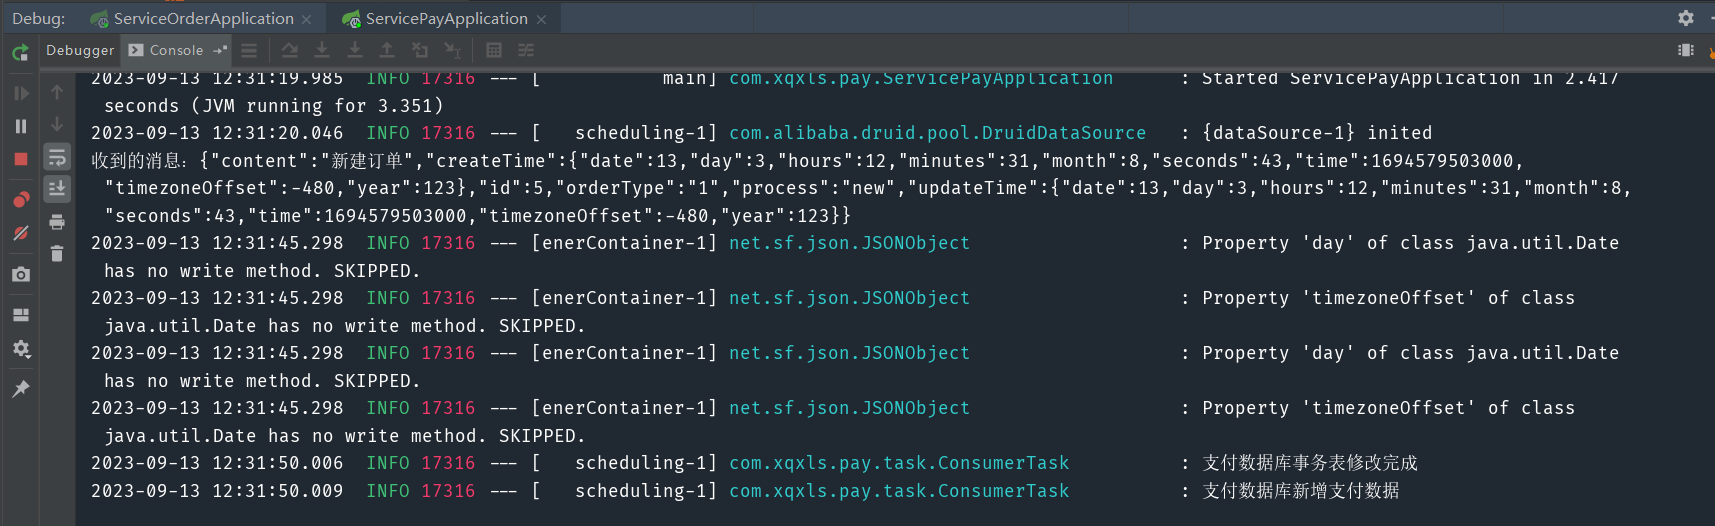 Debug: ServiceOrderApplication × ServicePayApplication ×
Debugger Console
2023-09-13 12:31:19.985 INFO 17316 --- [ main] com.xqxls.pay.ServicePayApplication : Started ServicePayApplication in 2.417
seconds (JVM running for 3.351)
2023-09-13 12:31:20.046 INFO 17316 --- [ scheduling-1] com.alibaba.druid.pool.DruidDataSource : {dataSource-1} inited
收到的消息：{"content":"新建订单","createTime":{"date":13,"day":3,"hours":12,"minutes":31,"month":8,"seconds":43,"time":1694579503000,
"timezoneOffset":-480,"year":123},"id":5,"orderType":"1","process":"new","updateTime":{"date":13,"day":3,"hours":12,"minutes":31,"month":8,
"seconds":43,"time":1694579503000,"timezoneOffset":-480,"year":123}}
2023-09-13 12:31:45.298 INFO 17316 --- [enerContainer-1] net.sf.json.JSONObject : Property 'day' of class java.util.Date
has no write method. SKIPPED.
2023-09-13 12:31:45.298 INFO 17316 --- [enerContainer-1] net.sf.json.JSONObject : Property 'timezoneOffset' of class
java.util.Date has no write method. SKIPPED.
2023-09-13 12:31:45.298 INFO 17316 --- [enerContainer-1] net.sf.json.JSONObject : Property 'day' of class java.util.Date
has no write method. SKIPPED.
2023-09-13 12:31:45.298 INFO 17316 --- [enerContainer-1] net.sf.json.JSONObject : Property 'timezoneOffset' of class
java.util.Date has no write method. SKIPPED.
2023-09-13 12:31:50.006 INFO 17316 --- [ scheduling-1] com.xqxls.pay.task.ConsumerTask : 支付数据库事务表修改完成
2023-09-13 12:31:50.009 INFO 17316 --- [ scheduling-1] com.xqxls.pay.task.ConsumerTask : 支付数据库新增支付数据